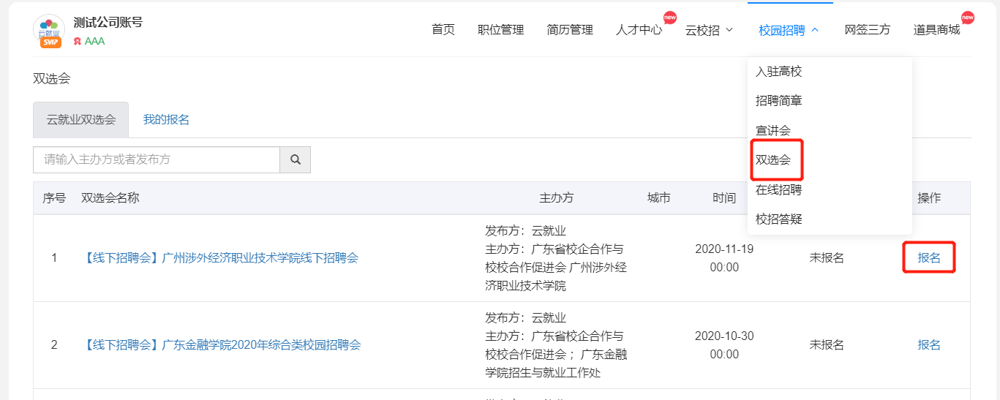 测试公司账号
云就业
SVIP
AAA
首页
职位管理
简历管理
人才中心
new
云校招
校园招聘
网签三方
道具商城
new
入驻高校
招聘简章
宣讲会
双选会
在线招聘
校招答疑
双选会
云就业双选会
我的报名
请输入主办方或者发布方
序号
双选会名称
主办方
城市
时间
操作
1
【线下招聘会】广州涉外经济职业技术学院线下招聘会
发布方：云就业
主办方：广东省校企合作与
校校合作促进会 广州涉外经
济职业技术学院
2020-11-19
00:00
未报名
报名
2
【线下招聘会】广东金融学院2020年综合类校园招聘会
发布方：云就业
主办方：广东省校企合作与
校校合作促进会 ；广东金融
学院招生与就业工作处
2020-10-30
00:00
未报名
报名